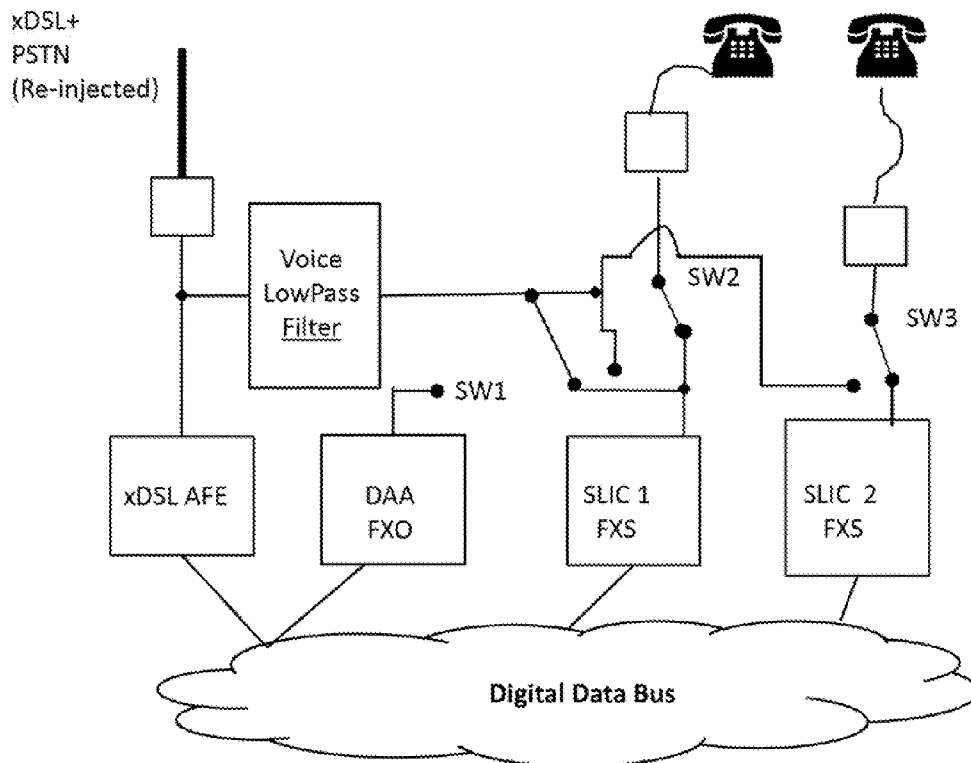 xDSL+
PSTN
(Re-injected)
Voice
LowPass
Filter
SW2
SW3
SW1
xDSL AFE
DAA
FXO
SLIC 1
FXS
SLIC 2
FXS
Digital Data Bus